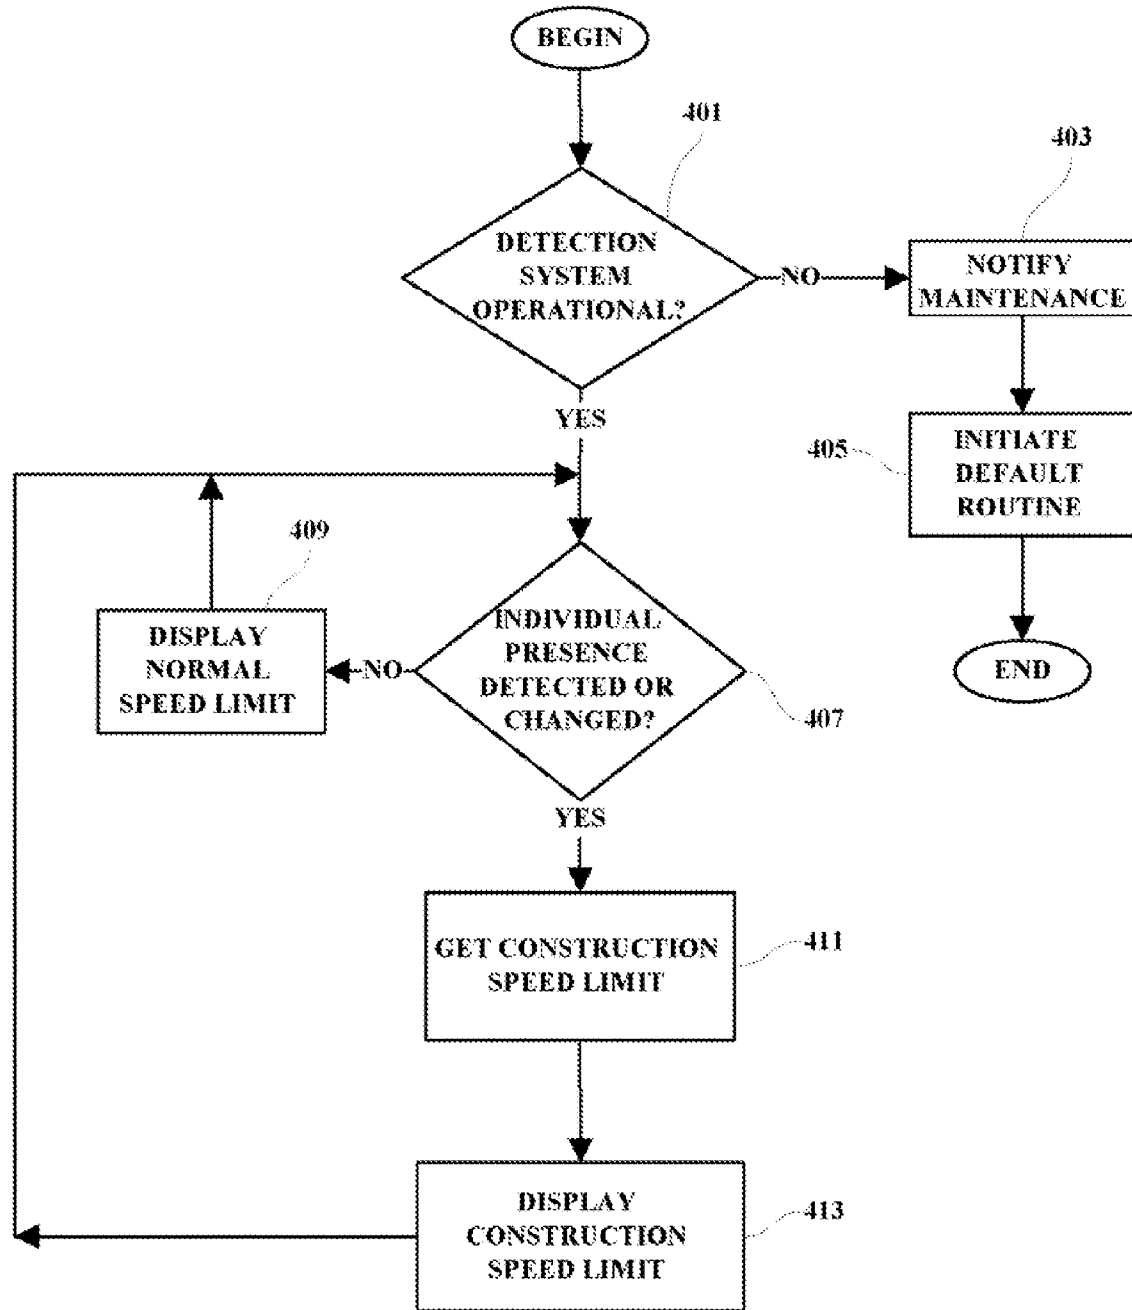 BEGIN
401
403
DETECTION
SYSTEM
OPERATIONAL?
NO
NOTIFY
MAINTENANCE
YES
405
INITIATE
DEFAULT
ROUTINE
409
DISPLAY
NORMAL
SPEED LIMIT
NO
INDIVIDUAL
PRESENCE
DETECTED OR
CHANGED?
407
END
YES
GET CONSTRUCTION
SPEED LIMIT
411
DISPLAY
CONSTRUCTION
SPEED LIMIT
413